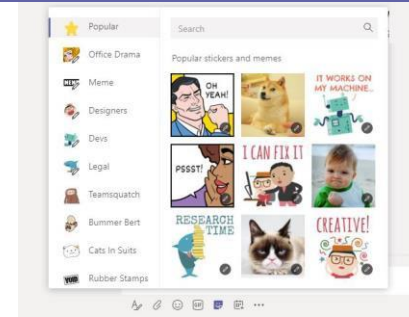 Popular
Office Drama
Meme
Designers
Devs
Legal
Teamsquatch
Bummer Bert
Cats In Suits
Rubber Stamps
Search
Popular stickers and memes
OH
YEAH!
IT WORKS ON
MY MACHINE...
PSSST!
I CAN FIX IT
RESEARCH
TIME
CREATIVE!
GIF